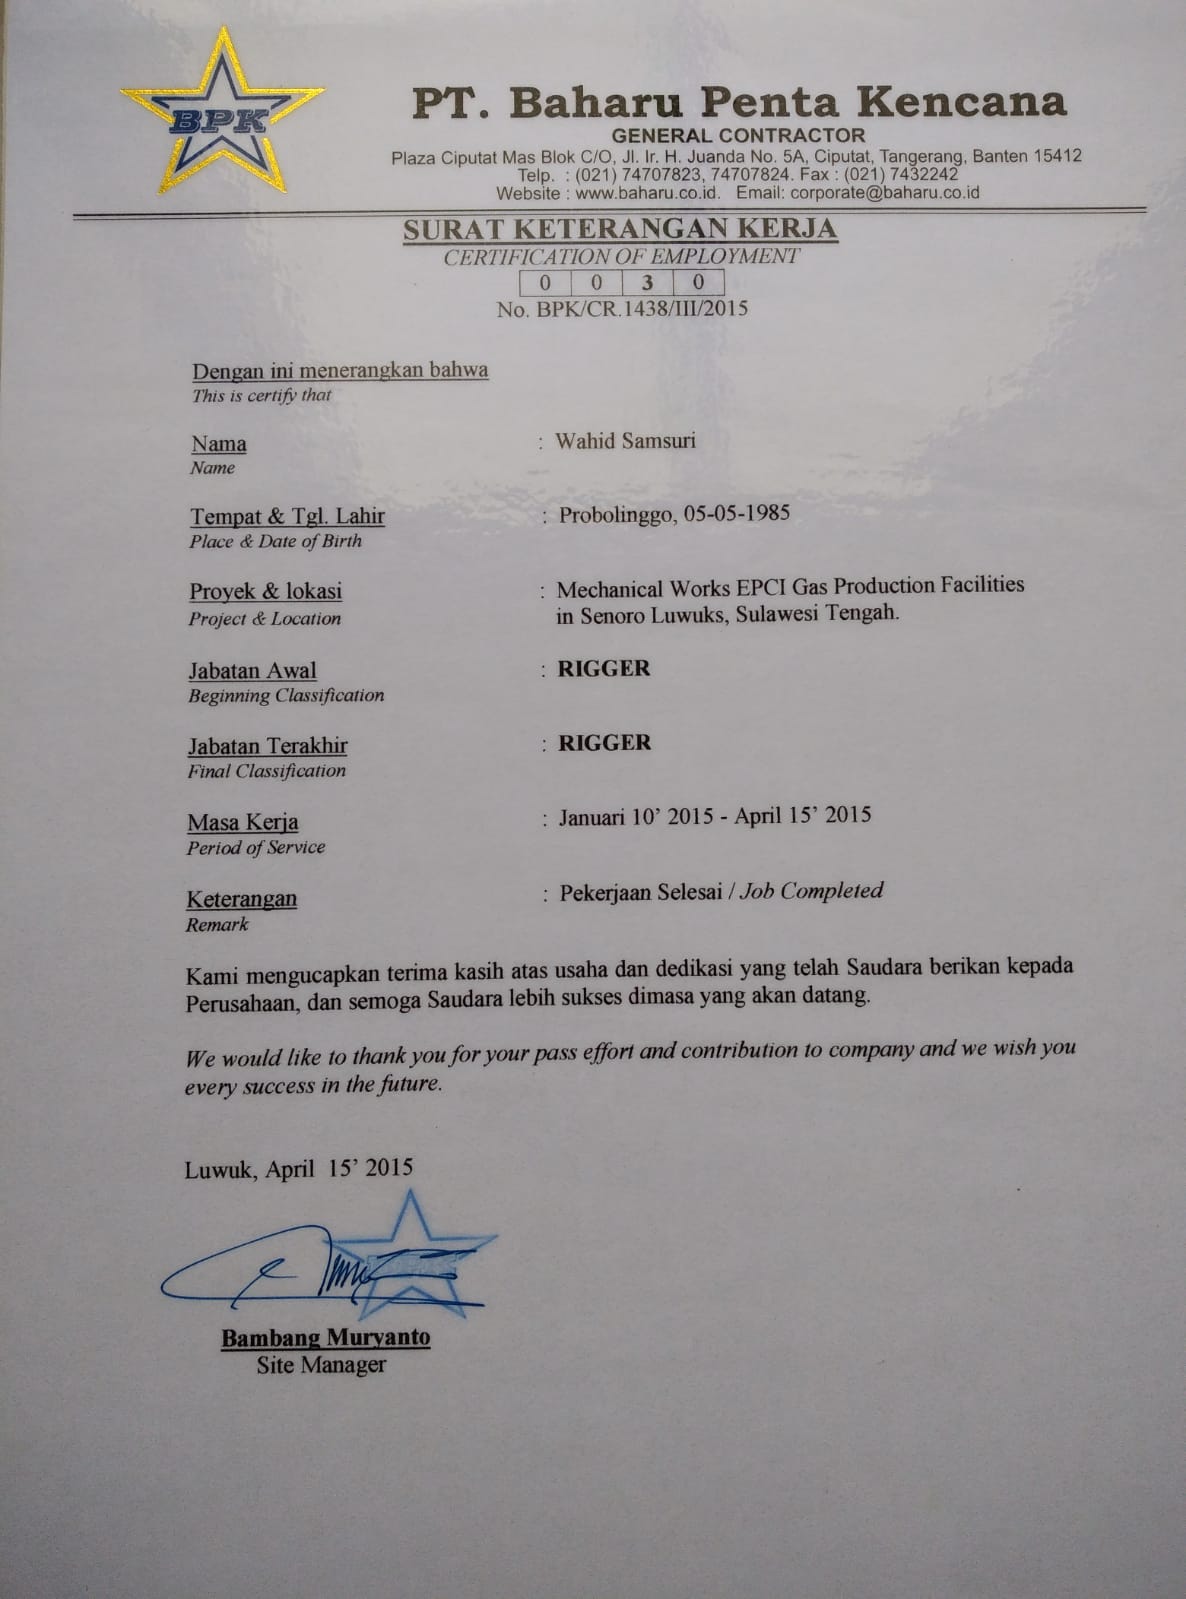 BPK
PT. Baharu Penta Kencana
GENERAL CONTRACTOR
Plaza Ciputat Mas Blok C/O, Jl. Ir. H. Juanda No. 5A, Ciputat, Tangerang, Banten 15412
Telp. : (021) 74707823, 74707824. Fax : (021) 7432242
Website : www.baharu.co.id. Email: corporate@baharu.co.id
SURAT KETERANGAN KERJA
CERTIFICATION OF EMPLOYMENT
0 0 3 0
No. BPK/CR.1438/III/2015
Dengan ini menerangkan bahwa
This is certify that
Nama : Wahid Samsuri
Name
Tempat & Tgl. Lahir : Probolinggo, 05-05-1985
Place & Date of Birth
Proyek & lokasi : Mechanical Works EPCI Gas Production Facilities
Project & Location in Senoro Luwuks, Sulawesi Tengah.
Jabatan Awal : RIGGER
Beginning Classification
Jabatan Terakhir : RIGGER
Final Classification
Masa Kerja : Januari 10’ 2015 - April 15’ 2015
Period of Service
Keterangan : Pekerjaan Selesai / Job Completed
Remark
Kami mengucapkan terima kasih atas usaha dan dedikasi yang telah Saudara berikan kepada
Perusahaan, dan semoga Saudara lebih sukses dimasa yang akan datang.
We would like to thank you for your pass effort and contribution to company and we wish you
every success in the future.
Luwuk, April 15’ 2015
Bambang Muryanto
Site Manager